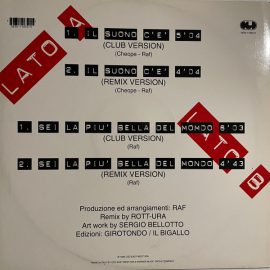 LATO A
1. IL SUONO C'E' 5'04
(CLUB VERSION)
(Cheope - Raf)
2. IL SUONO C'E' 4'04
(REMIX VERSION)
(Cheope - Raf)
LATO B
1. SEI LA PIU' BELLA DEL MOMDO 6'03
(CLUB VERSION)
(Raf)
2. SEI LA PIU' BELLA DEL MONDO 4'43
(REMIX VERSION)
(Raf)
Produzione ed arrangiamenti: RAF
Remix by ROTT-URA
Art work by SERGIO BELLOTTO
Edizioni: GIROTONDO / IL BIGALLO